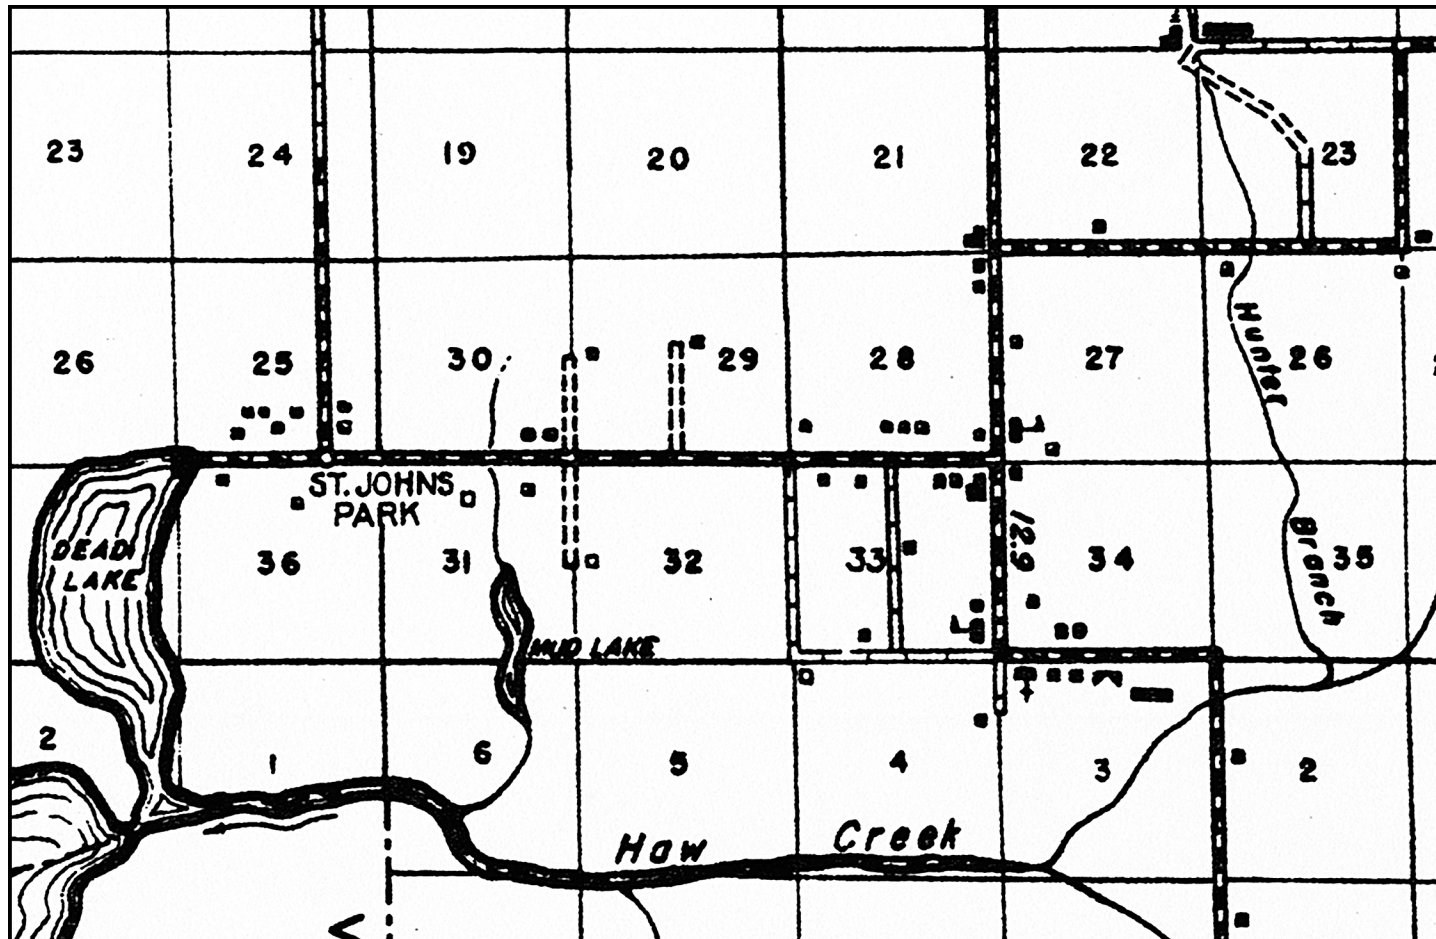 23 24 19 20 21 22 23
26 25 30 29 28 27 26
Hunter
ST. JOHNS
PARK
DEAD
LAKE
36 31 32 33 12.9 34 35
Branch
MUD LAKE
2 1 6 5 4 3 2
Haw Creek